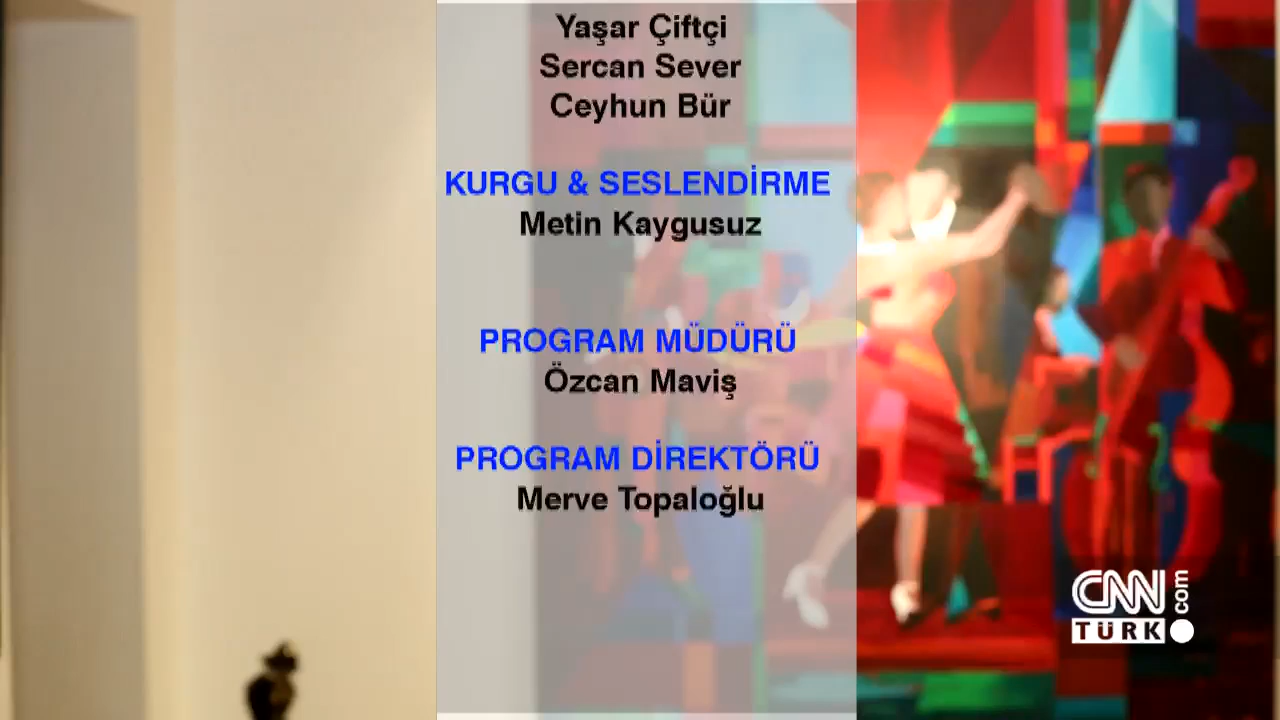 Yaşar Çiftçi
Sercan Sever
Ceyhun Bür
KURGU & SESLENDİRME
Metin Kaygusuz
PROGRAM MÜDÜRÜ
Özcan Maviş
PROGRAM DİREKTÖRÜ
Merve Topaloğlu
CNN
TÜRK
.com